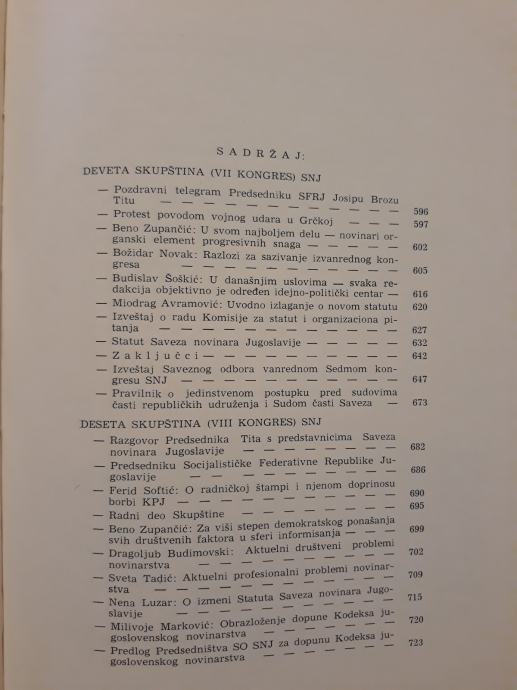 SADRŽAJ:
DEVETA SKUPŠTINA (VII KONGRES) SNJ
— Pozdravni telegram Predsedniku SFRJ Josipu Brozu
Titu — — — — — — — — — — — 596
— Protest povodom vojnog udara u Grčkoj — — — 597
— Beno Zupančić: U svom najboljem delu — novinari or-
ganski element progresivnih snaga — — — — — 602
— Božidar Novak: Razlozi za sazivanje izvanrednog kon-
gresa — — — — — — — — — — — 605
— Budislav Šoškić: U današnjim uslovima — svaka re-
dakcija objektivno je određen idejno-politički centar — 616
— Miodrag Avramović: Uvodno izlaganje o novom statutu 620
— Izveštaj o radu Komisije za statut i organizaciona pi-
tanja — — — — — — — — — — — 627
— Statut Saveza novinara Jugoslavije — — — — — 632
— Zaključci — — — — — — — — — 642
— Izveštaj Saveznog odbora vanrednom Sedmom kon-
gresu SNJ — — — — — — — — — — 647
— Pravilnik o jedinstvenom postupku pred sudovima
časti republičkih udruženja i Sudom časti Saveza — 673
DESETA SKUPŠTINA (VIII KONGRES) SNJ
— Razgovor Predsednika Tita s predstavnicima Saveza
novinara Jugoslavije — — — — — — — — 682
— Predsedniku Socijalističke Federativne Republike Ju-
goslavije — — — — — — — — — — 686
— Ferid Softić: O radničkoj štampi i njenom doprinosu
borbi KPJ — — — — — — — — — — 690
— Radni deo Skupštine — — — — — — — 695
— Beno Zupančić: Za viši stepen demokratskog ponašanja
svih društvenih faktora u sferi informisanja — — — 699
— Dragoljub Budimovski: Aktuelni društveni problemi
novinarstva — — — — — — — — — 702
— Sveta Tadić: Aktuelni profesionalni problemi novinar-
stva — — — — — — — — — — — 709
— Nena Luzar: O izmeni Statuta Saveza novinara Jugo-
slavije — — — — — — — — — — 715
— Milivoje Marković: Obrazloženje dopune Kodeksa ju-
goslovenskog novinarstva — — — — — — — 720
— Predlog Predsedništva SO SNJ za dopunu Kodeksa ju-
goslovenskog novinarstva — — — — — — — 723